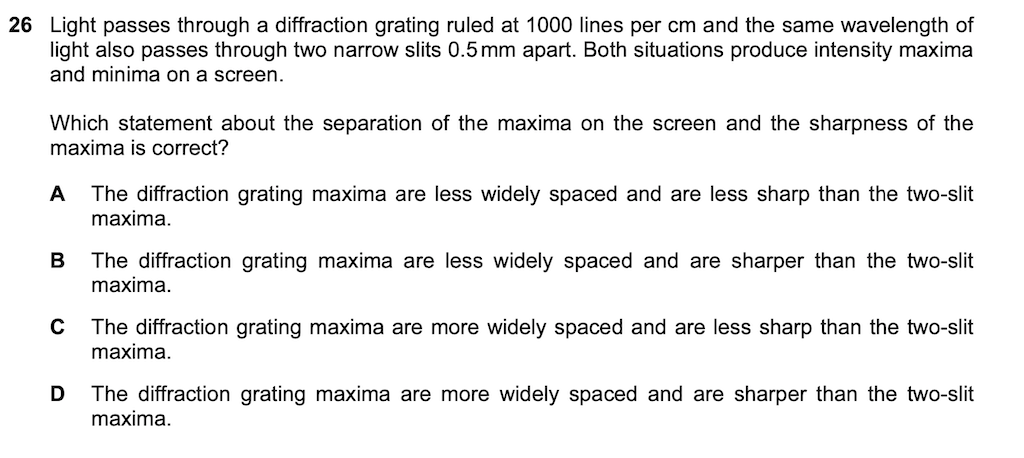 26 Light passes through a diffraction grating ruled at 1000 lines per cm and the same wavelength of
light also passes through two narrow slits 0.5 mm apart. Both situations produce intensity maxima
and minima on a screen.
Which statement about the separation of the maxima on the screen and the sharpness of the
maxima is correct?
A The diffraction grating maxima are less widely spaced and are less sharp than the two-slit
maxima.
B The diffraction grating maxima are less widely spaced and are sharper than the two-slit
maxima.
C The diffraction grating maxima are more widely spaced and are less sharp than the two-slit
maxima.
D The diffraction grating maxima are more widely spaced and are sharper than the two-slit
maxima.